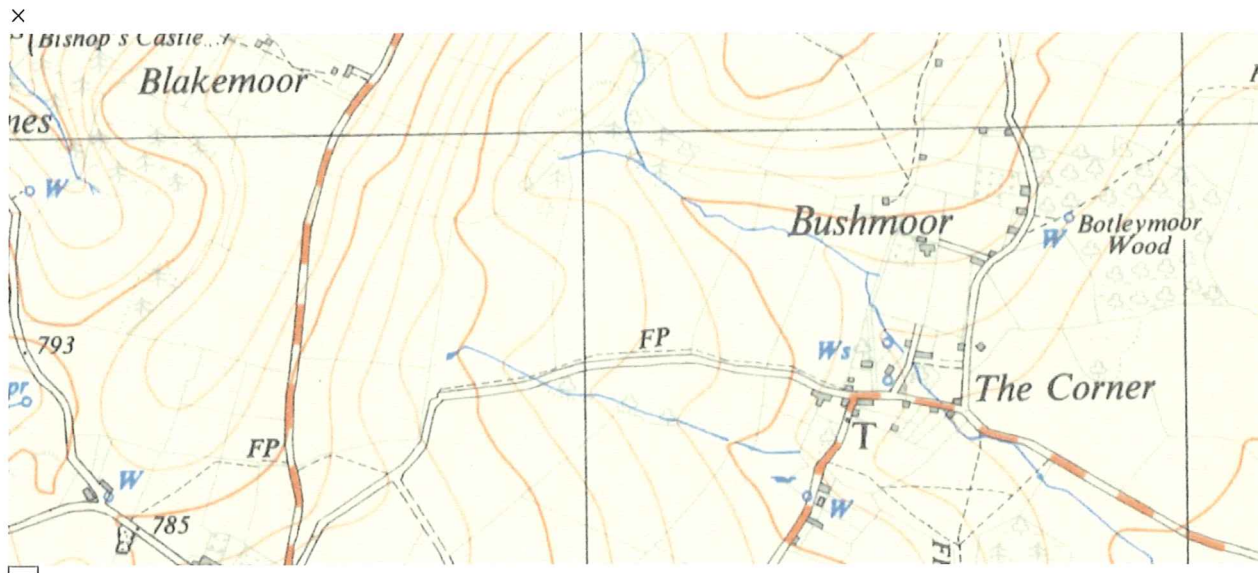 Bishop's Castle
Blakemoor
nes
W
Bushmoor
Botleymoor
Wood
W
793
FP
Ws
pr
The Corner
T
FP
W
W
785